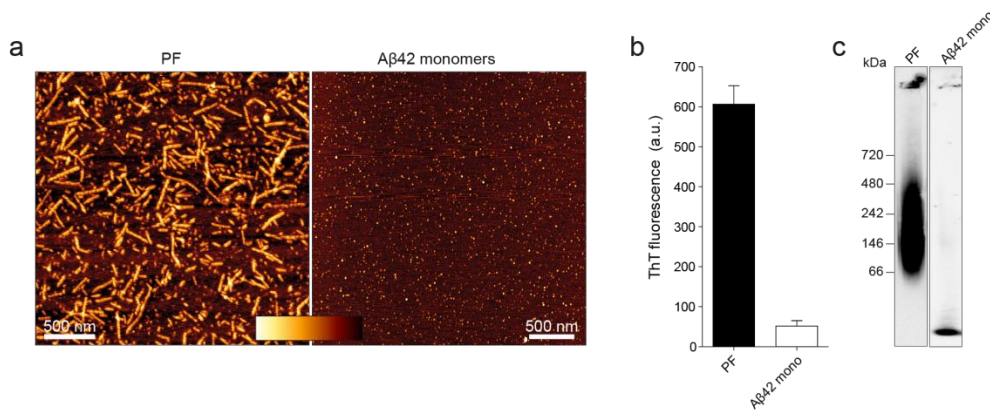 a
PF
Aβ42 monomers
500 nm
500 nm
b
ThT fluorescence (a.u.)
700
600
500
400
300
200
100
0
PF
Aβ42 mono
c
kDa
PF
Aβ42 mono
720
480
242
146
66